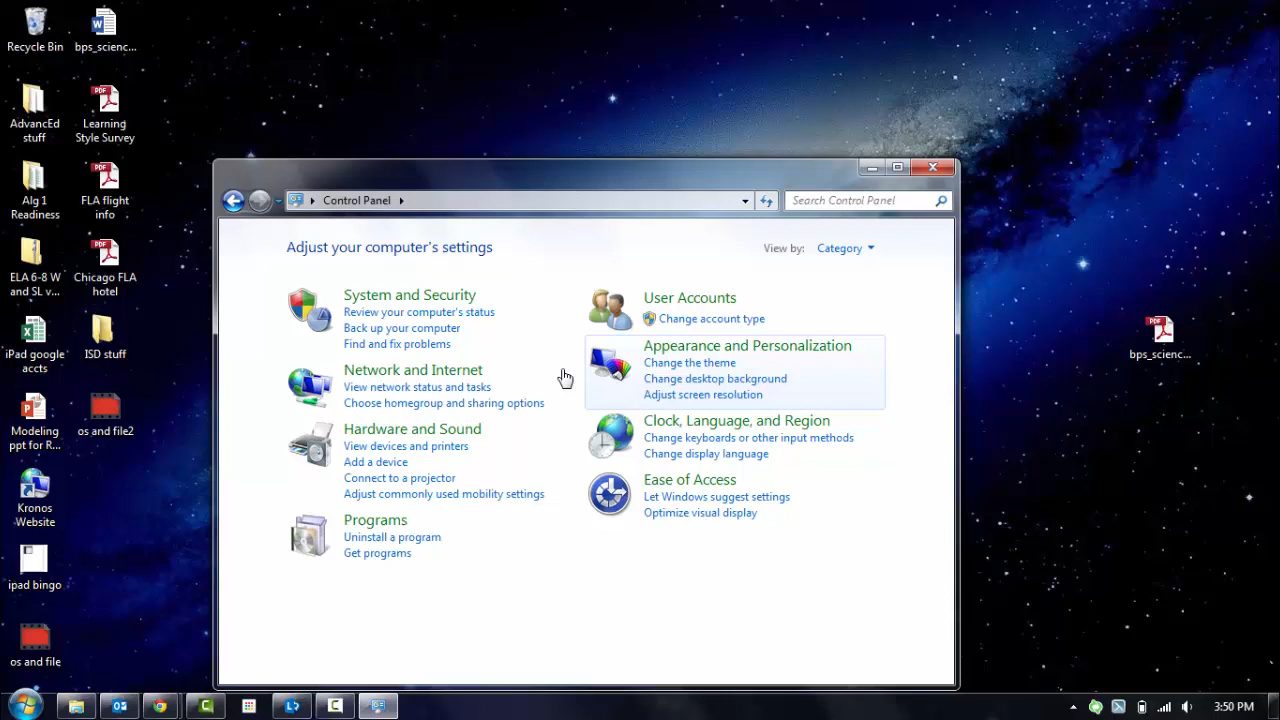 Recycle Bin
bps_scienc...
AdvancEd
stuff
Learning
Style Survey
Alg 1
Readiness
FLA flight
info
ELA 6-8 W
and SL v...
Chicago FLA
hotel
iPad google
accts
ISD stuff
Modeling
ppt for R...
os and file2
Kronos
Website
ipad bingo
os and file
Control Panel
Search Control Panel
Adjust your computer's settings
View by: Category
System and Security
Review your computer's status
Back up your computer
Find and fix problems
Network and Internet
View network status and tasks
Choose homegroup and sharing options
Hardware and Sound
View devices and printers
Add a device
Connect to a projector
Adjust commonly used mobility settings
Programs
Uninstall a program
Get programs
User Accounts
Change account type
Appearance and Personalization
Change the theme
Change desktop background
Adjust screen resolution
Clock, Language, and Region
Change keyboards or other input methods
Change display language
Ease of Access
Let Windows suggest settings
Optimize visual display
bps_scienc...
3:50 PM